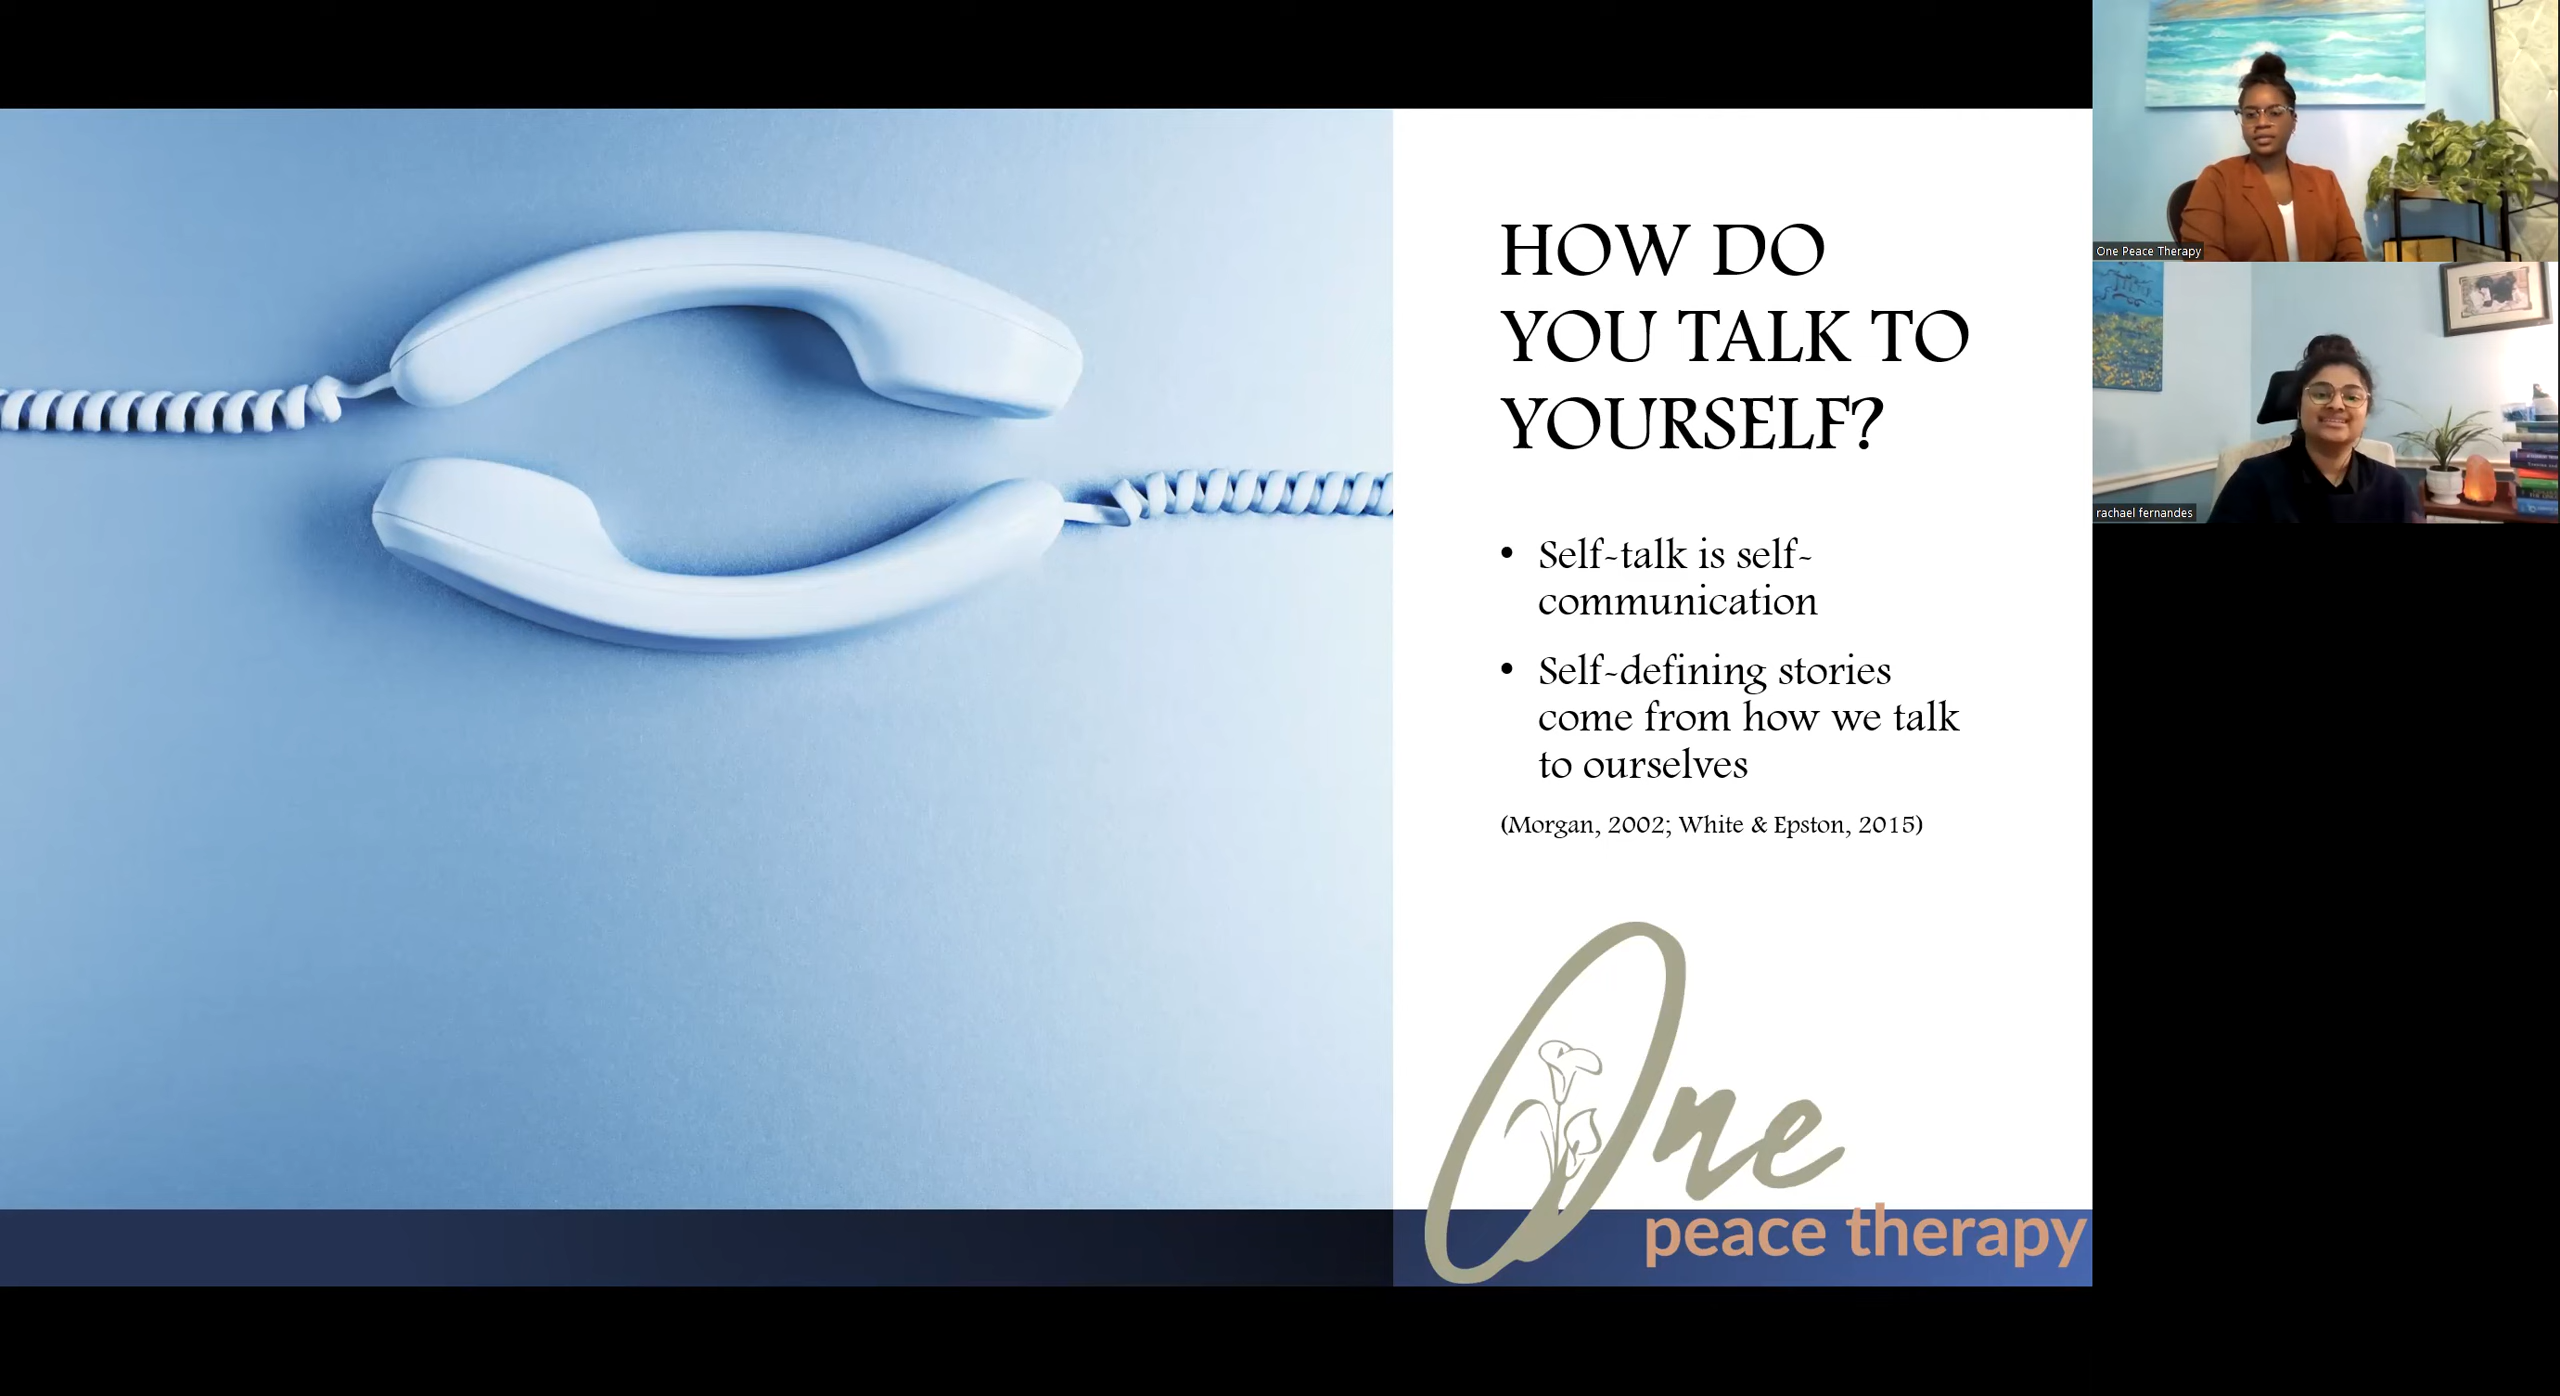 HOW DO
YOU TALK TO
YOURSELF?
• Self-talk is self-
communication
• Self-defining stories
come from how we talk
to ourselves
(Morgan, 2002; White & Epston, 2015)
One
peace therapy
One Peace Therapy
rachael fernandes